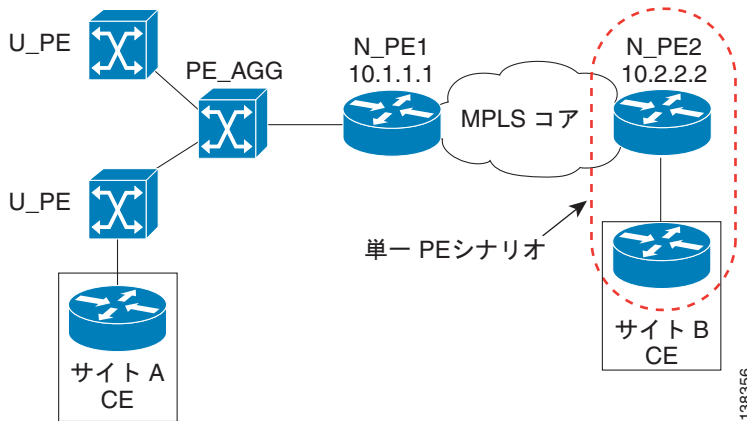 U_PE
PE_AGG
N_PE1
10.1.1.1
MPLS コア
N_PE2
10.2.2.2
U_PE
単一 PEシナリオ
サイト A
CE
サイト B
CE
138356